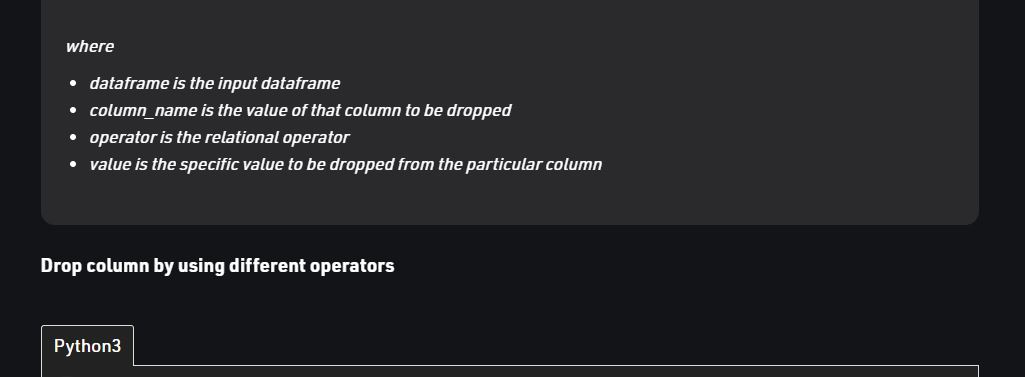 where
dataframe is the input dataframe
column_name is the value of that column to be dropped
operator is the relational operator
value is the specific value to be dropped from the particular column
Drop column by using different operators
Python3